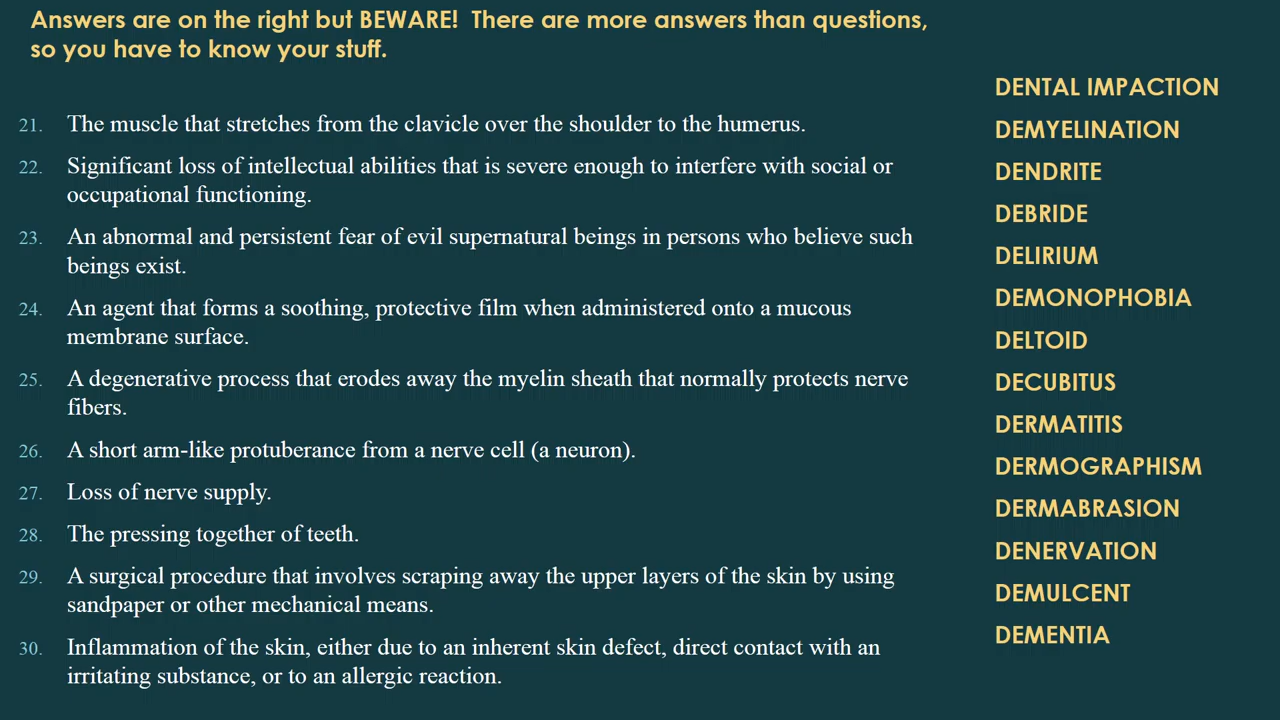 Answers are on the right but BEWARE!  There are more answers than questions,
so you have to know your stuff.
21. The muscle that stretches from the clavicle over the shoulder to the humerus.
22. Significant loss of intellectual abilities that is severe enough to interfere with social or
occupational functioning.
23. An abnormal and persistent fear of evil supernatural beings in persons who believe such
beings exist.
24. An agent that forms a soothing, protective film when administered onto a mucous
membrane surface.
25. A degenerative process that erodes away the myelin sheath that normally protects nerve
fibers.
26. A short arm-like protuberance from a nerve cell (a neuron).
27. Loss of nerve supply.
28. The pressing together of teeth.
29. A surgical procedure that involves scraping away the upper layers of the skin by using
sandpaper or other mechanical means.
30. Inflammation of the skin, either due to an inherent skin defect, direct contact with an
irritating substance, or to an allergic reaction.
DENTAL IMPACTION
DEMYELINATION
DENDRITE
DEBRIDE
DELIRIUM
DEMONOPHOBIA
DELTOID
DECUBITUS
DERMATITIS
DERMOGRAPHISM
DERMABRASION
DENERVATION
DEMULCENT
DEMENTIA